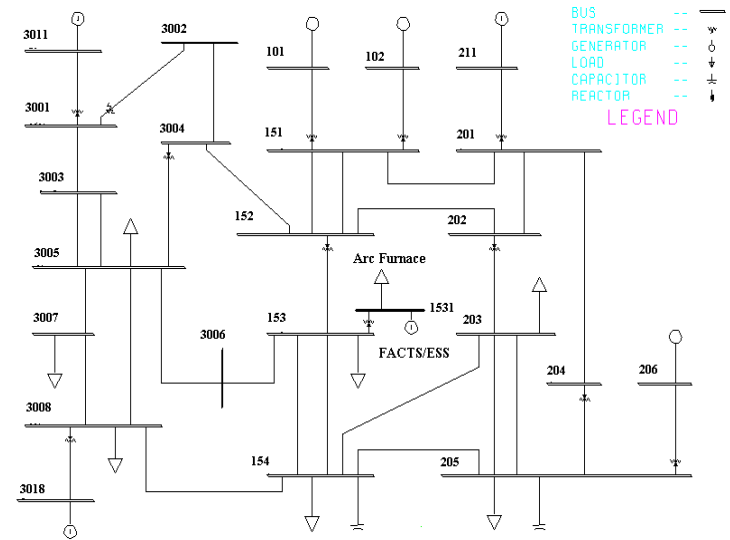 BUS --
TRANSFORMER --
GENERATOR --
LOAD --
CAPACITOR --
REACTOR --
LEGEND
3011
3002
101
102
211
3001
3004
151
201
3003
152
202
3005
Arc Furnace
1531
3007
3006
153
203
FACTS/ESS
204
206
3008
154
205
3018